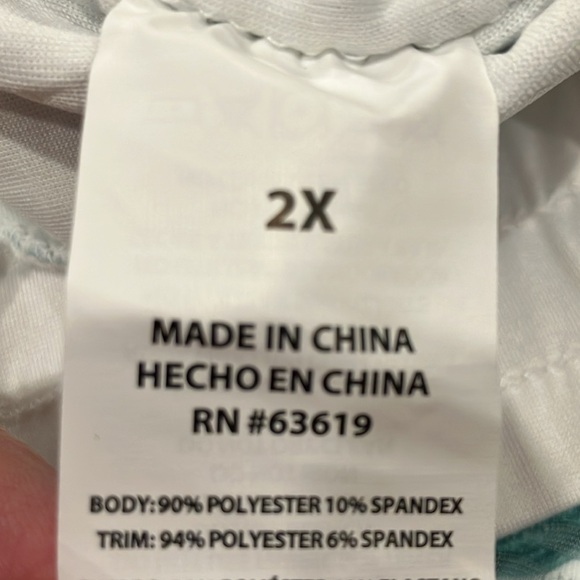 2X
MADE IN CHINA
HECHO EN CHINA
RN #63619
BODY:90% POLYESTER 10% SPANDEX
TRIM: 94% POLYESTER 6% SPANDEX